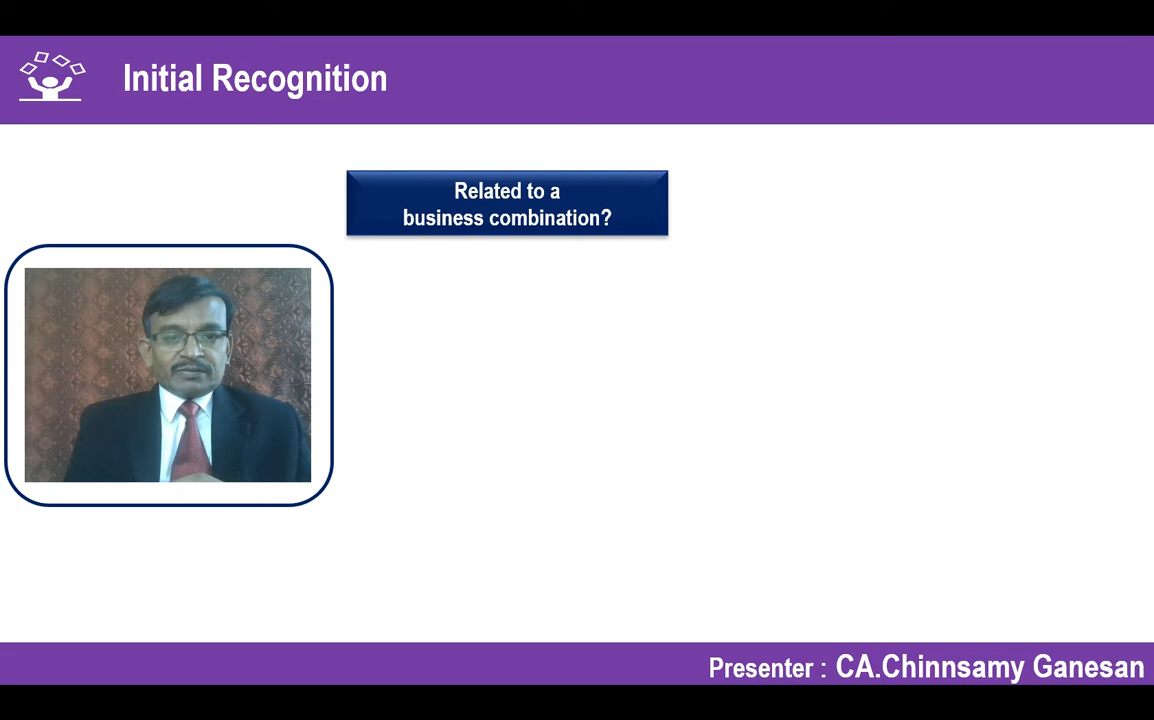 Initial Recognition
Related to a
business combination?
Presenter : CA.Chinnsamy Ganesan